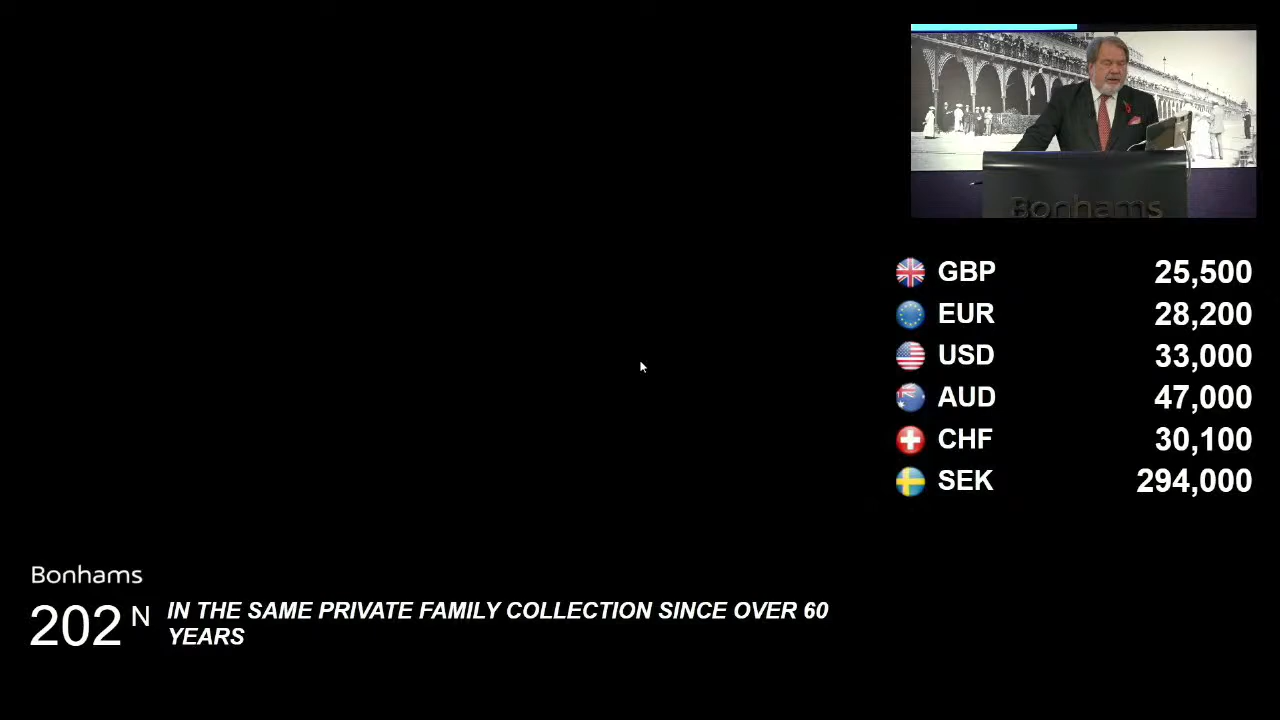 Bonhams
GBP 25,500
EUR 28,200
USD 33,000
AUD 47,000
CHF 30,100
SEK 294,000
Bonhams
202 N IN THE SAME PRIVATE FAMILY COLLECTION SINCE OVER 60
YEARS